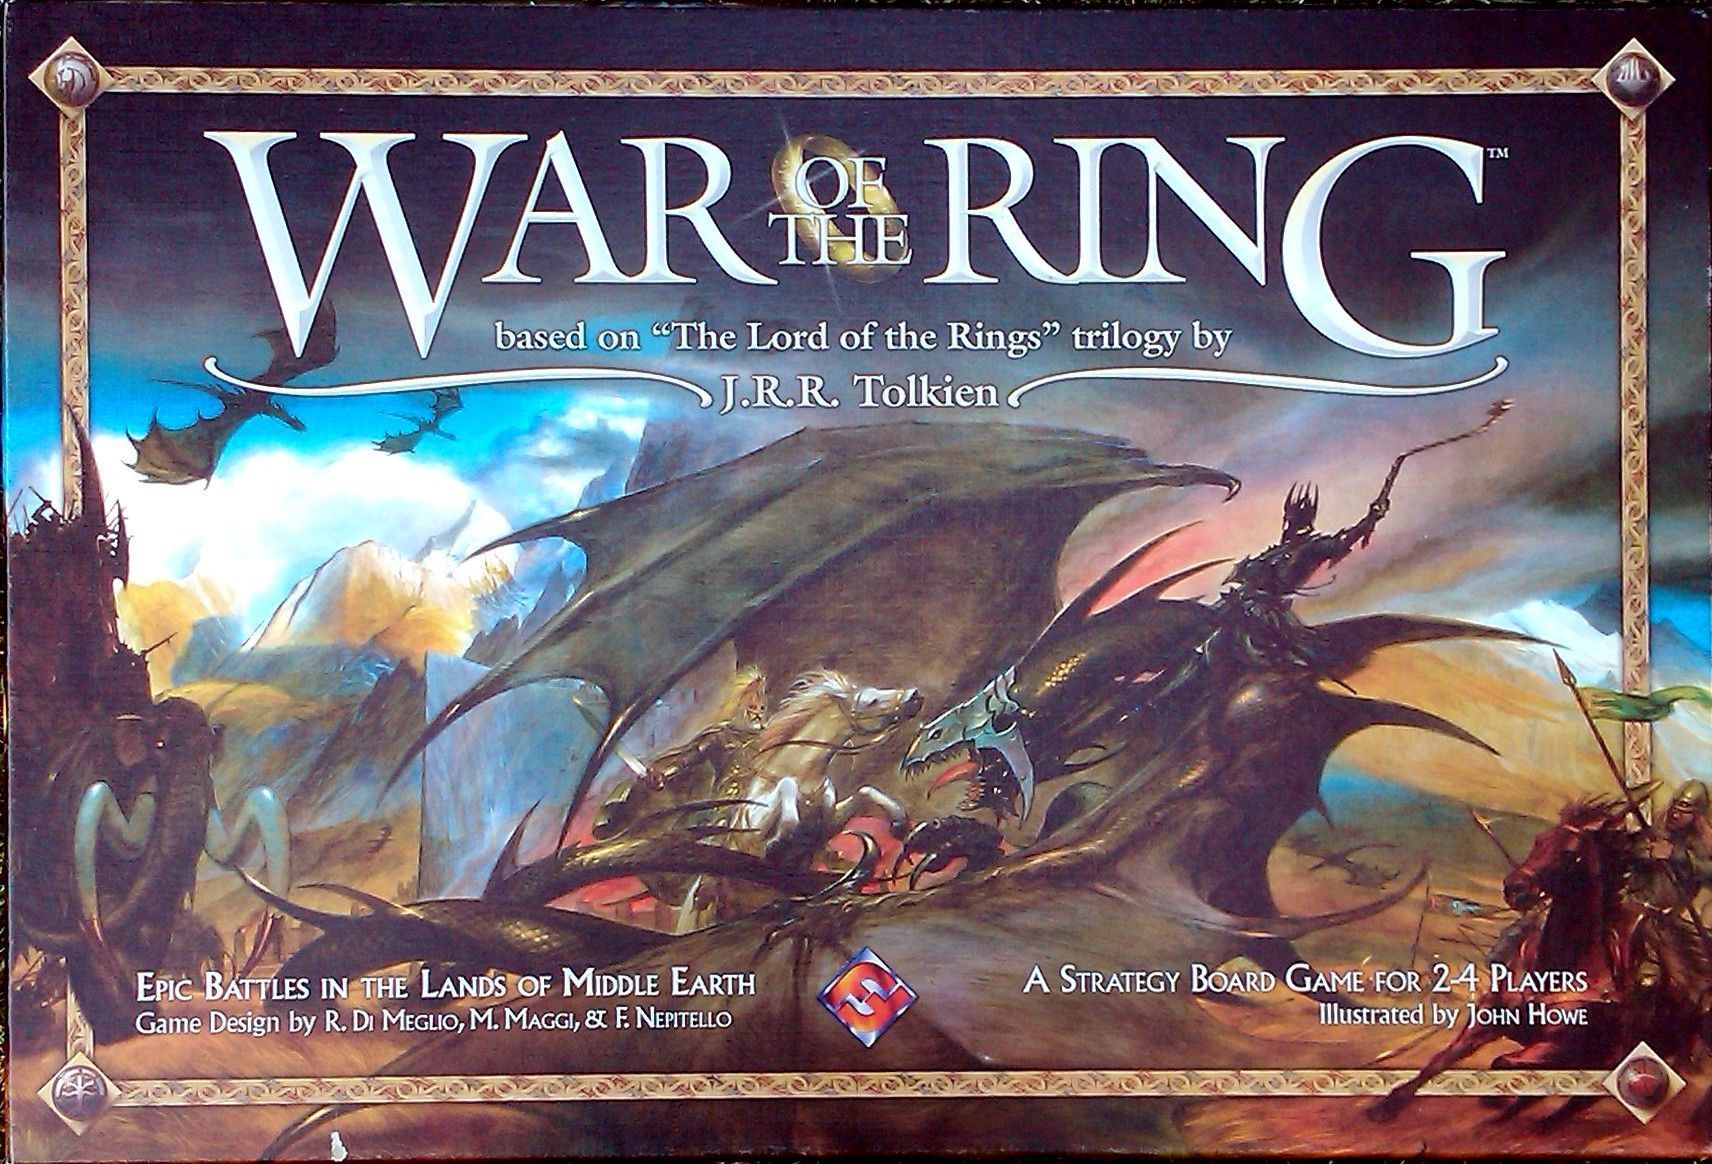 WAR OF THE RING™
based on “The Lord of the Rings” trilogy by
J.R.R. Tolkien
EPIC BATTLES IN THE LANDS OF MIDDLE EARTH
Game Design by R. DI MEGLIO, M. MAGGI, & F. NEPITELLO
A STRATEGY BOARD GAME FOR 2-4 PLAYERS
Illustrated by JOHN HOWE